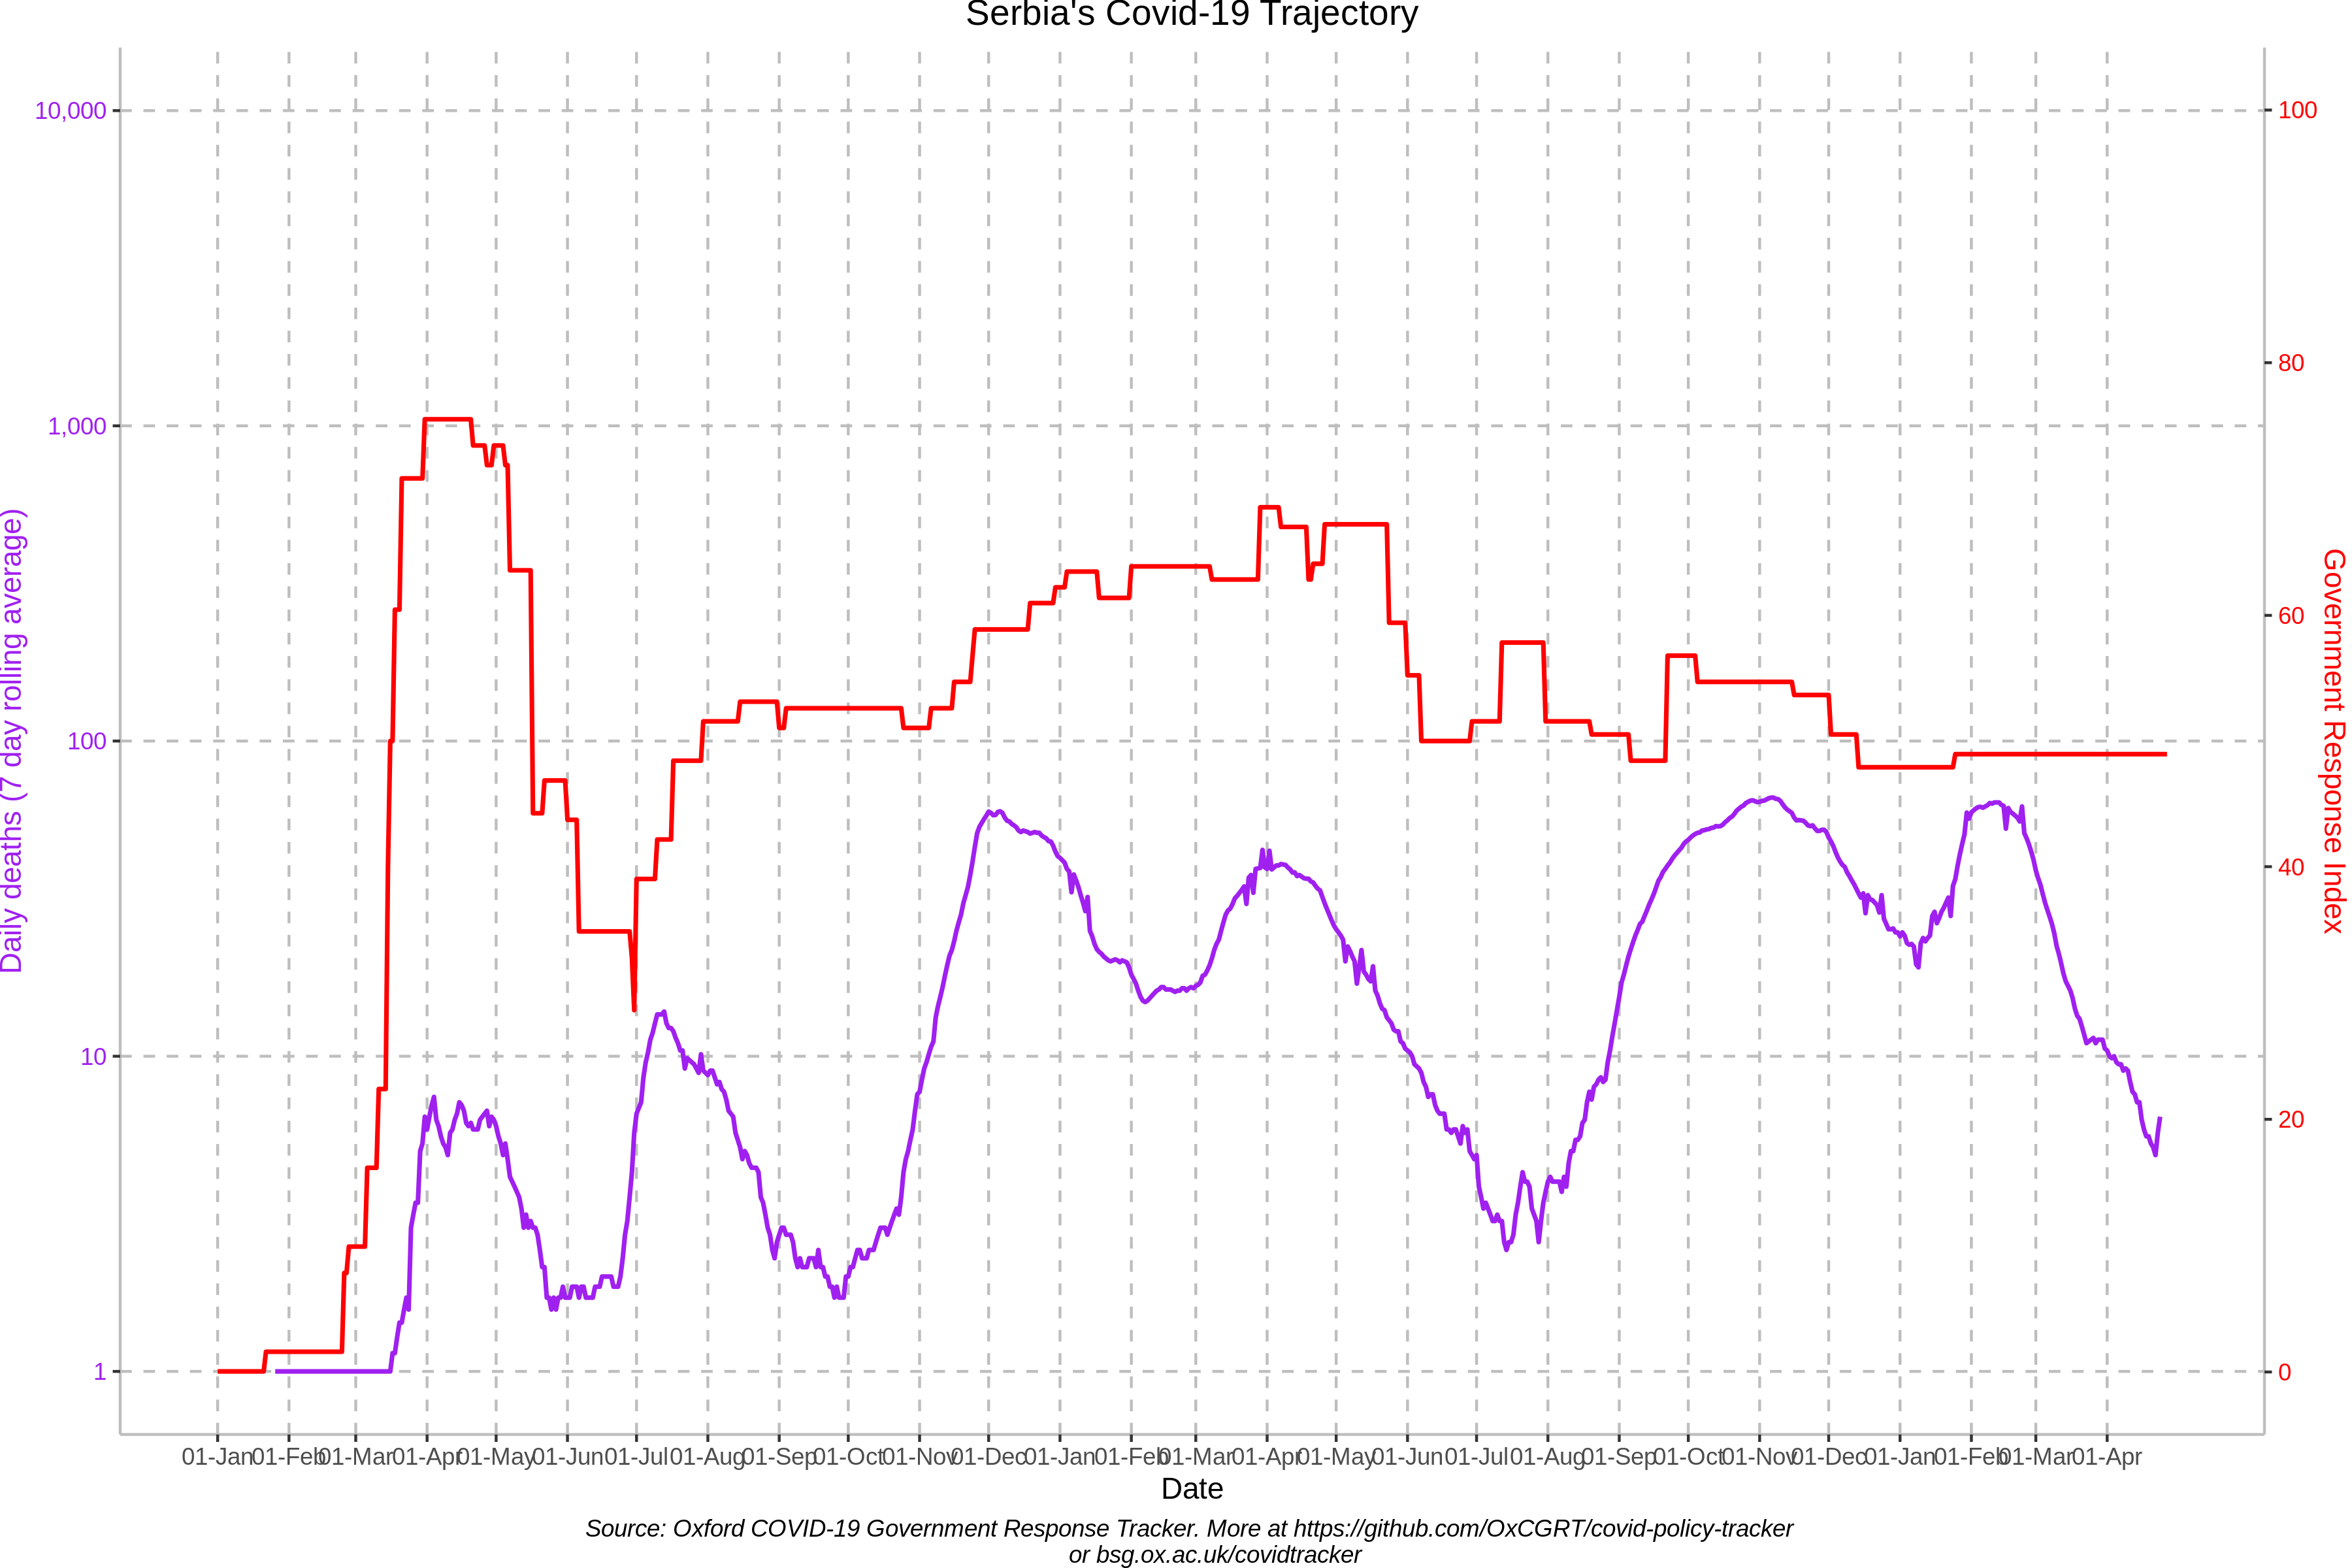 Serbia's Covid-19 Trajectory
10,000
1,000
100
10
1
Daily deaths (7 day rolling average)
100
80
60
40
20
0
Government Response Index
01-Jan 01-Feb 01-Mar 01-Apr 01-May 01-Jun 01-Jul 01-Aug 01-Sep 01-Oct 01-Nov 01-Dec 01-Jan 01-Feb 01-Mar 01-Apr 01-May 01-Jun 01-Jul 01-Aug 01-Sep 01-Oct 01-Nov 01-Dec 01-Jan 01-Feb 01-Mar 01-Apr
Date
Source: Oxford COVID-19 Government Response Tracker. More at https://github.com/OxCGRT/covid-policy-tracker
or bsg.ox.ac.uk/covidtracker